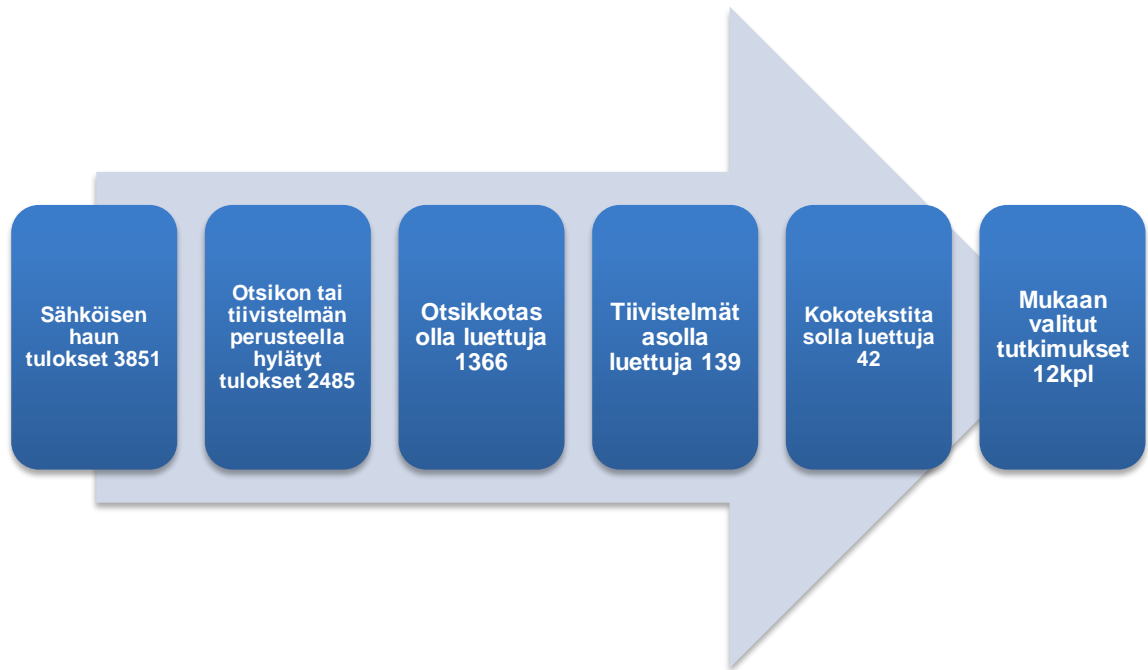 Sähköisen
haun
tulokset 3851
Otsikon tai
tiivistelmän
perusteella
hylätyt
tulokset 2485
Otsikkotas
olla luettuja
1366
Tiivistelmät
asolla
luettuja 139
Kokotekstita
solla luettuja
42
Mukaan
valitut
tutkimukset
12kpl